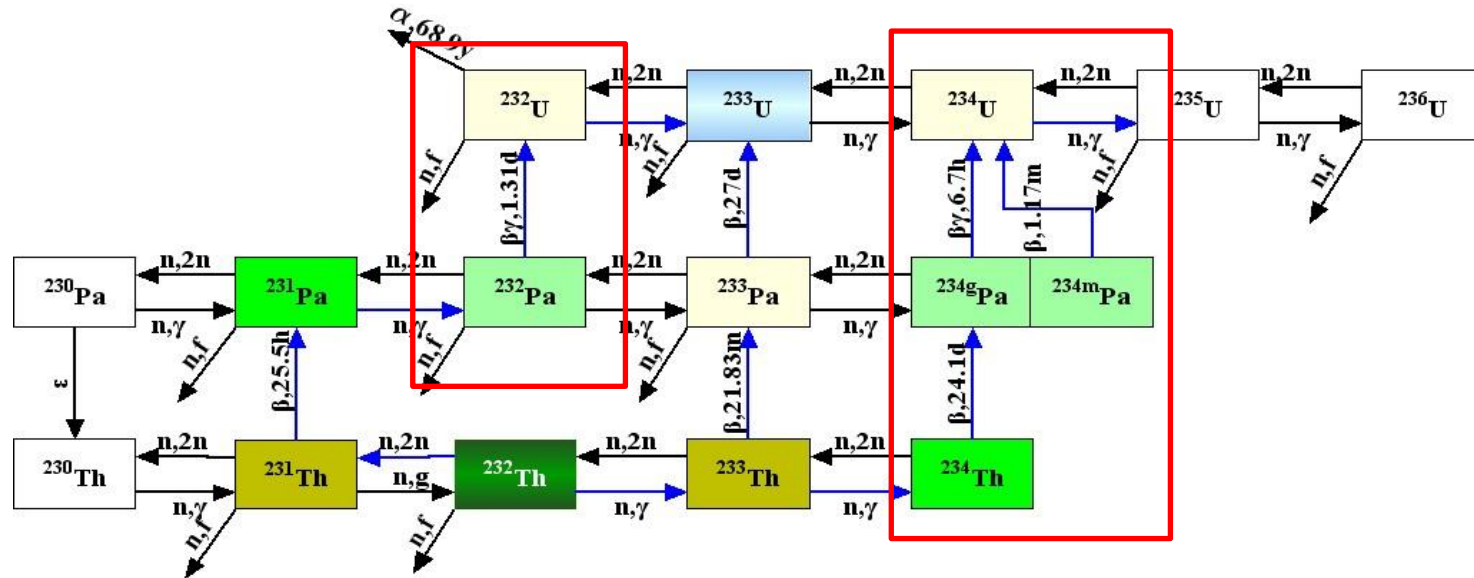 α,68.9y
n,2n n,2n n,2n n,2n
²³²U ²³³U ²³⁴U ²³⁵U ²³⁶U
n,γ n,γ n,γ n,γ
n,f n,f n,f n,f
βγ,1.31d β,27d βγ,6.7h β,1.17m
n,2n n,2n n,2n n,2n
²³⁰Pa ²³¹Pa ²³²Pa ²³³Pa ²³⁴ᵍPa ²³⁴ᵐPa
n,γ n,γ n,γ n,γ
n,f n,f n,f
ε β,25.5h β,21.83m β,24.1d
n,2n n,2n n,2n n,2n
²³⁰Th ²³¹Th ²³²Th ²³³Th ²³⁴Th
n,γ n,g n,γ n,γ
n,f n,f